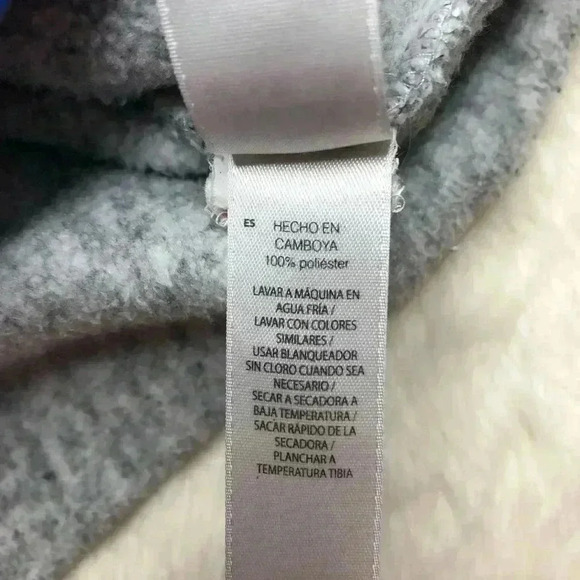 ES HECHO EN
CAMBOYA
100% poliéster
LAVAR A MÁQUINA EN
AGUA FRÍA /
LAVAR CON COLORES
SIMILARES /
USAR BLANQUEADOR
SIN CLORO CUANDO SEA
NECESARIO /
SECAR A SECADORA A
BAJA TEMPERATURA /
SACAR RÁPIDO DE LA
SECADORA /
PLANCHAR A
TEMPERATURA TIBIA